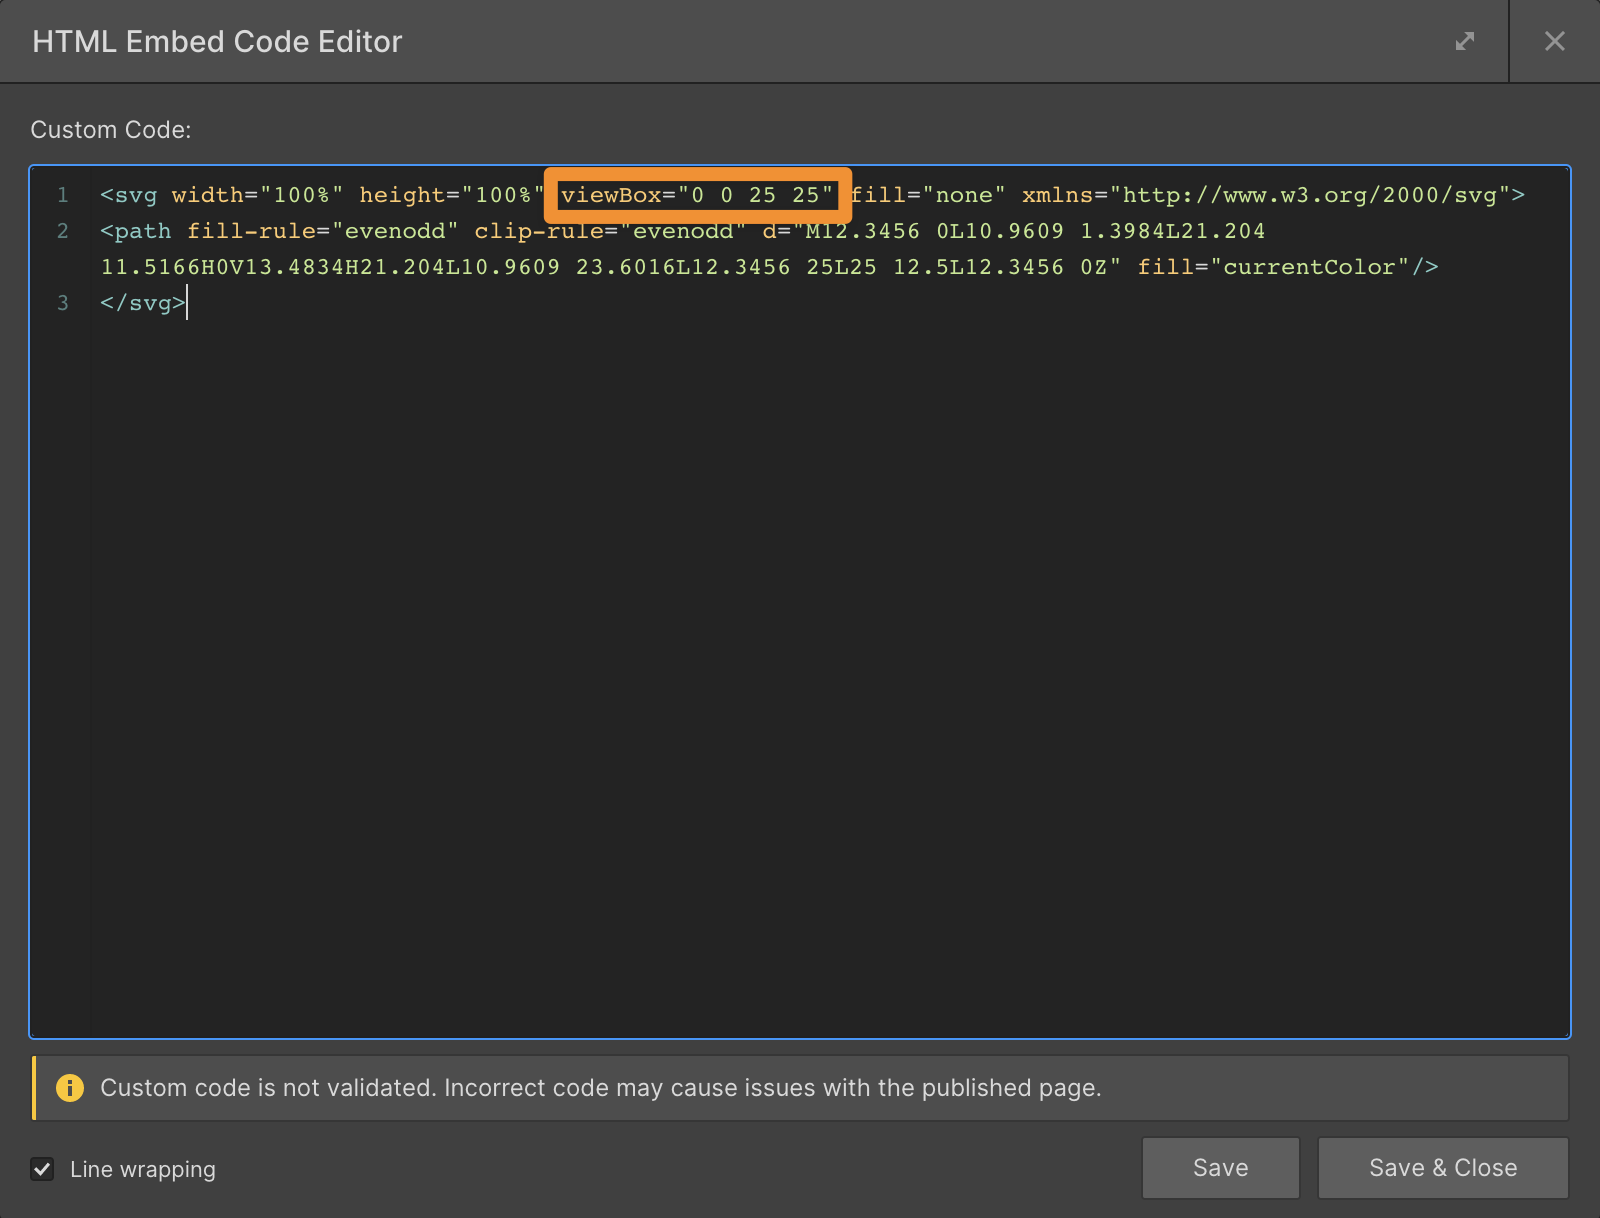 HTML Embed Code Editor
Custom Code:
1 <svg width="100%" height="100%" viewBox="0 0 25 25" fill="none" xmlns="http://www.w3.org/2000/svg">
2 <path fill-rule="evenodd" clip-rule="evenodd" d="M12.3456 0L10.9609 1.3984L21.204
11.5166H0V13.4834H21.204L10.9609 23.6016L12.3456 25L25 12.5L12.3456 0Z" fill="currentColor"/>
3 </svg>
Custom code is not validated. Incorrect code may cause issues with the published page.
Line wrapping
Save
Save & Close